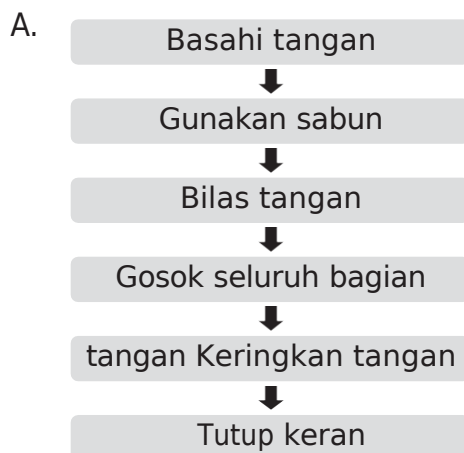 A.
Basahi tangan
Gunakan sabun
Bilas tangan
Gosok seluruh bagian
tangan Keringkan tangan
Tutup keran